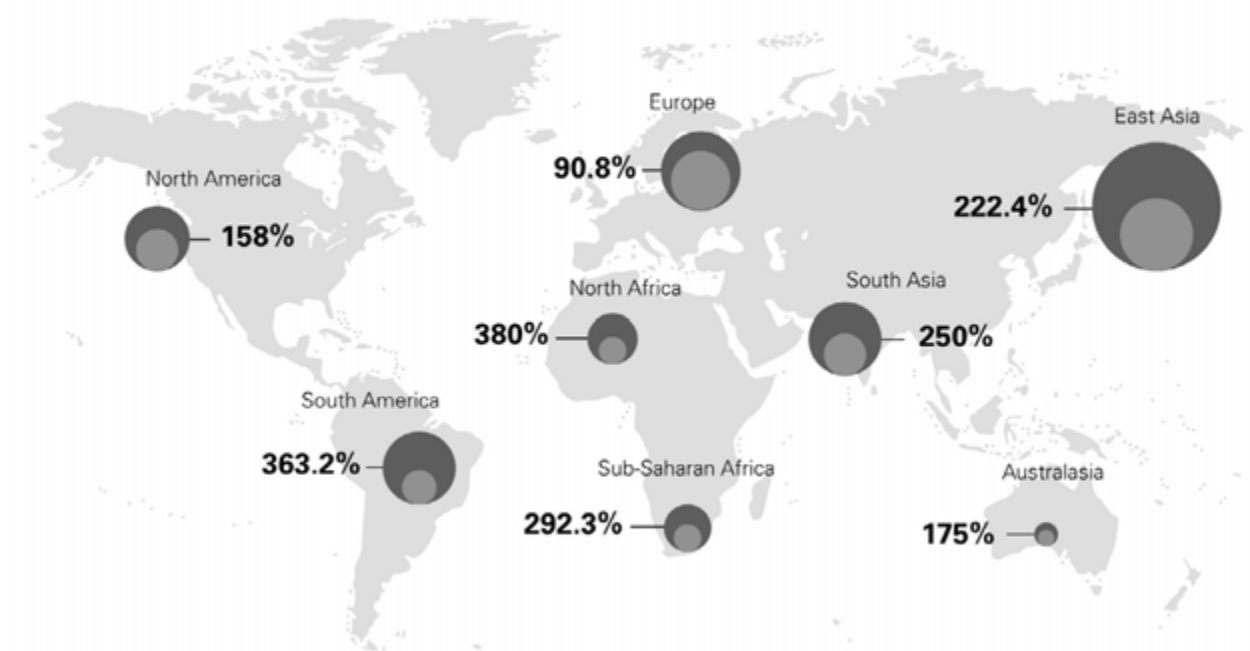 Europe
90.8%
East Asia
222.4%
North America
158%
North Africa
380%
South Asia
250%
South America
363.2%
Sub-Saharan Africa
292.3%
Australasia
175%